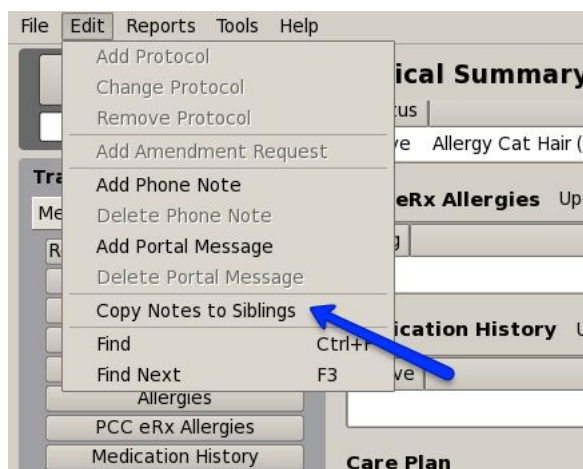 File Edit Reports Tools Help
Add Protocol
Change Protocol
Remove Protocol
Add Amendment Request
Add Phone Note
Delete Phone Note
Add Portal Message
Delete Portal Message
Copy Notes to Siblings
Find Ctrl+F
Find Next F3
Allergies
PCC eRx Allergies
Medication History
ical Summary
tus
ve Allergy Cat Hair (
eRx Allergies Up
g
ication History U
ve
Care Plan
Tra
Me
R